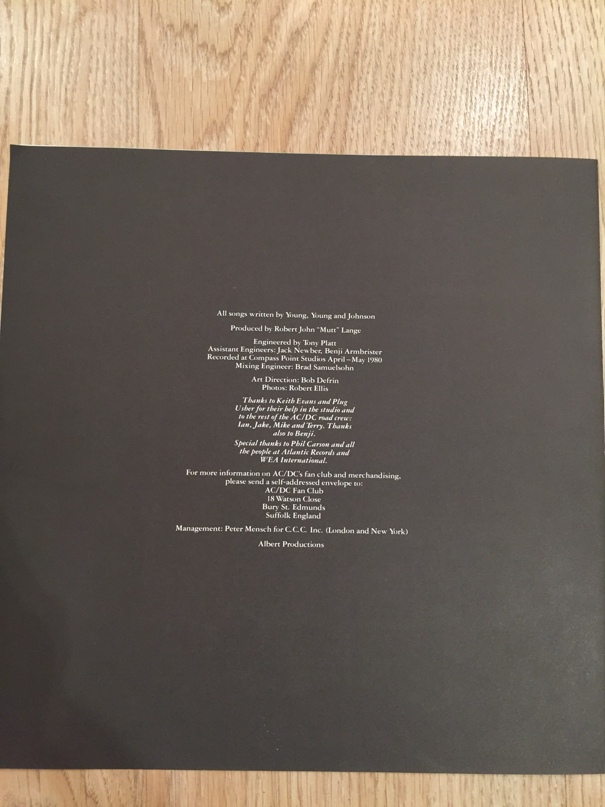 All songs written by Young, Young and Johnson
Produced by Robert John "Mutt" Lange
Engineered by Tony Platt
Assistant Engineers: Jack Newber, Benji Armbrister
Recorded at Compass Point Studios April–May 1980
Mixing Engineer: Brad Samuelsohn
Art Direction: Bob Defrin
Photos: Robert Ellis
Thanks to Keith Evans and Plug
Usher for their help in the studio and
to the rest of the AC/DC road crew:
Ian, Jake, Mike and Terry. Thanks
also to Benji.
Special thanks to Phil Carson and all
the people at Atlantic Records and
WEA International.
For more information on AC/DC's fan club and merchandising,
please send a self-addressed envelope to:
AC/DC Fan Club
18 Watson Close
Bury St. Edmunds
Suffolk England
Management: Peter Mensch for C.C.C. Inc. (London and New York)
Albert Productions